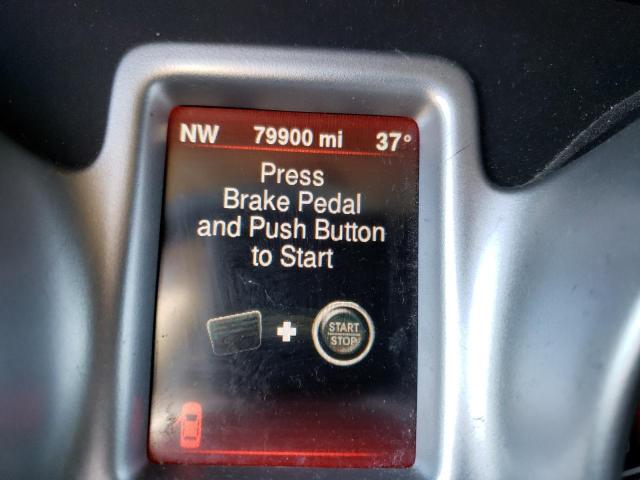 NW 79900 mi 37°
Press
Brake Pedal
and Push Button
to Start
START
STOP